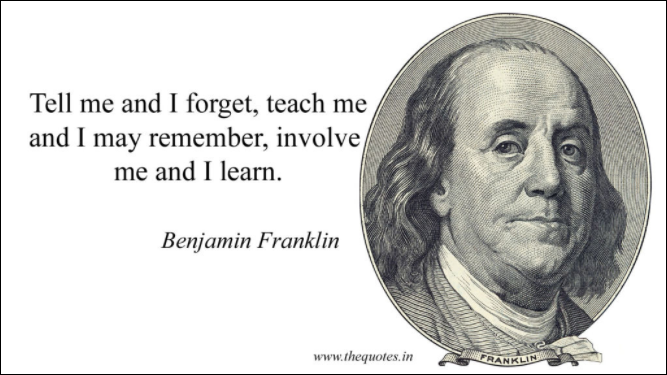 Tell me and I forget, teach me
and I may remember, involve
me and I learn.
Benjamin Franklin
www.thequotes.in
FRANKLIN